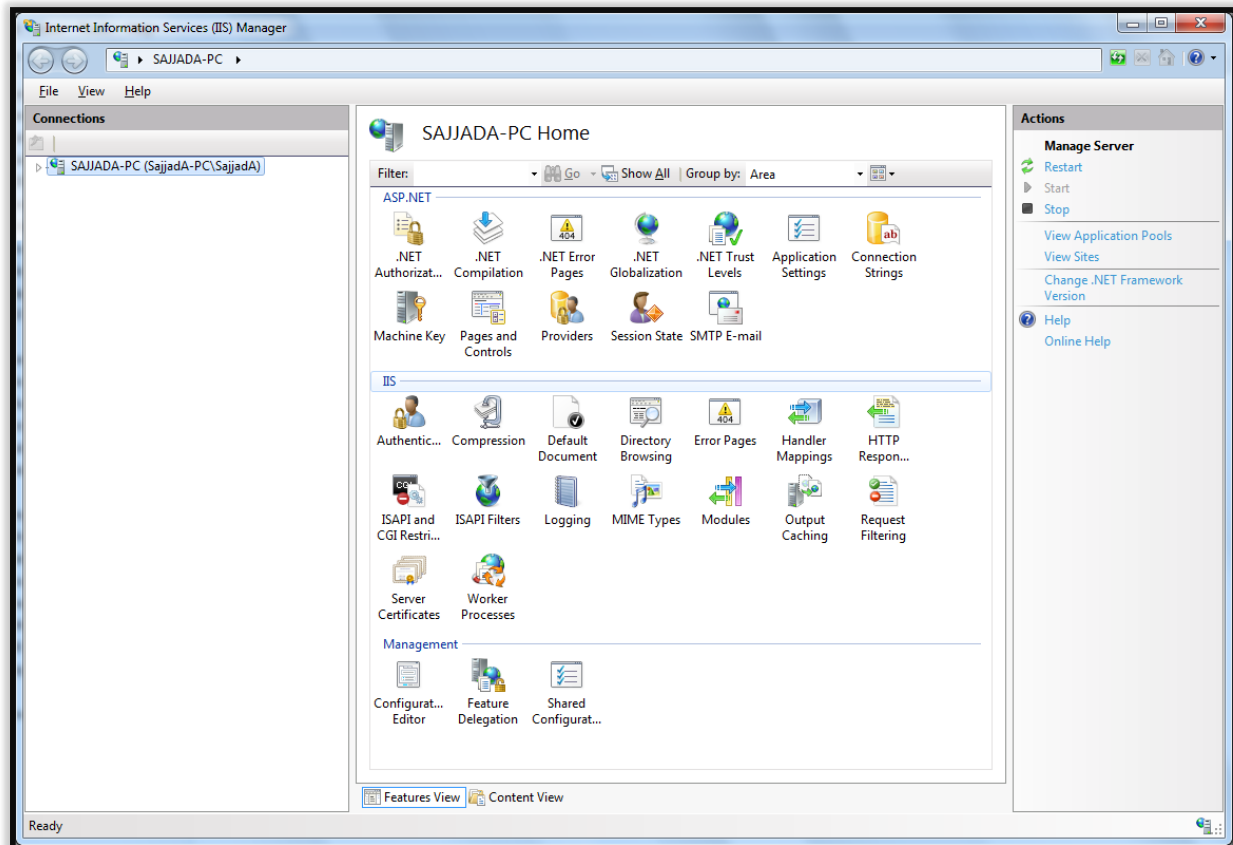 Internet Information Services (IIS) Manager
SAJJADA-PC
File View Help
Connections
SAJJADA-PC (SajjadA-PC\SajjadA)
SAJJADA-PC Home
Filter: Go Show All Group by: Area
ASP.NET
.NET Authorizat...
.NET Compilation
.NET Error Pages
.NET Globalization
.NET Trust Levels
Application Settings
Connection Strings
Machine Key
Pages and Controls
Providers
Session State
SMTP E-mail
IIS
Authentic...
Compression
Default Document
Directory Browsing
Error Pages
Handler Mappings
HTTP Respon...
ISAPI and CGI Restri...
ISAPI Filters
Logging
MIME Types
Modules
Output Caching
Request Filtering
Server Certificates
Worker Processes
Management
Configurat... Editor
Feature Delegation
Shared Configurat...
Features View
Content View
Actions
Manage Server
Restart
Start
Stop
View Application Pools
View Sites
Change .NET Framework
Version
Help
Online Help
Ready